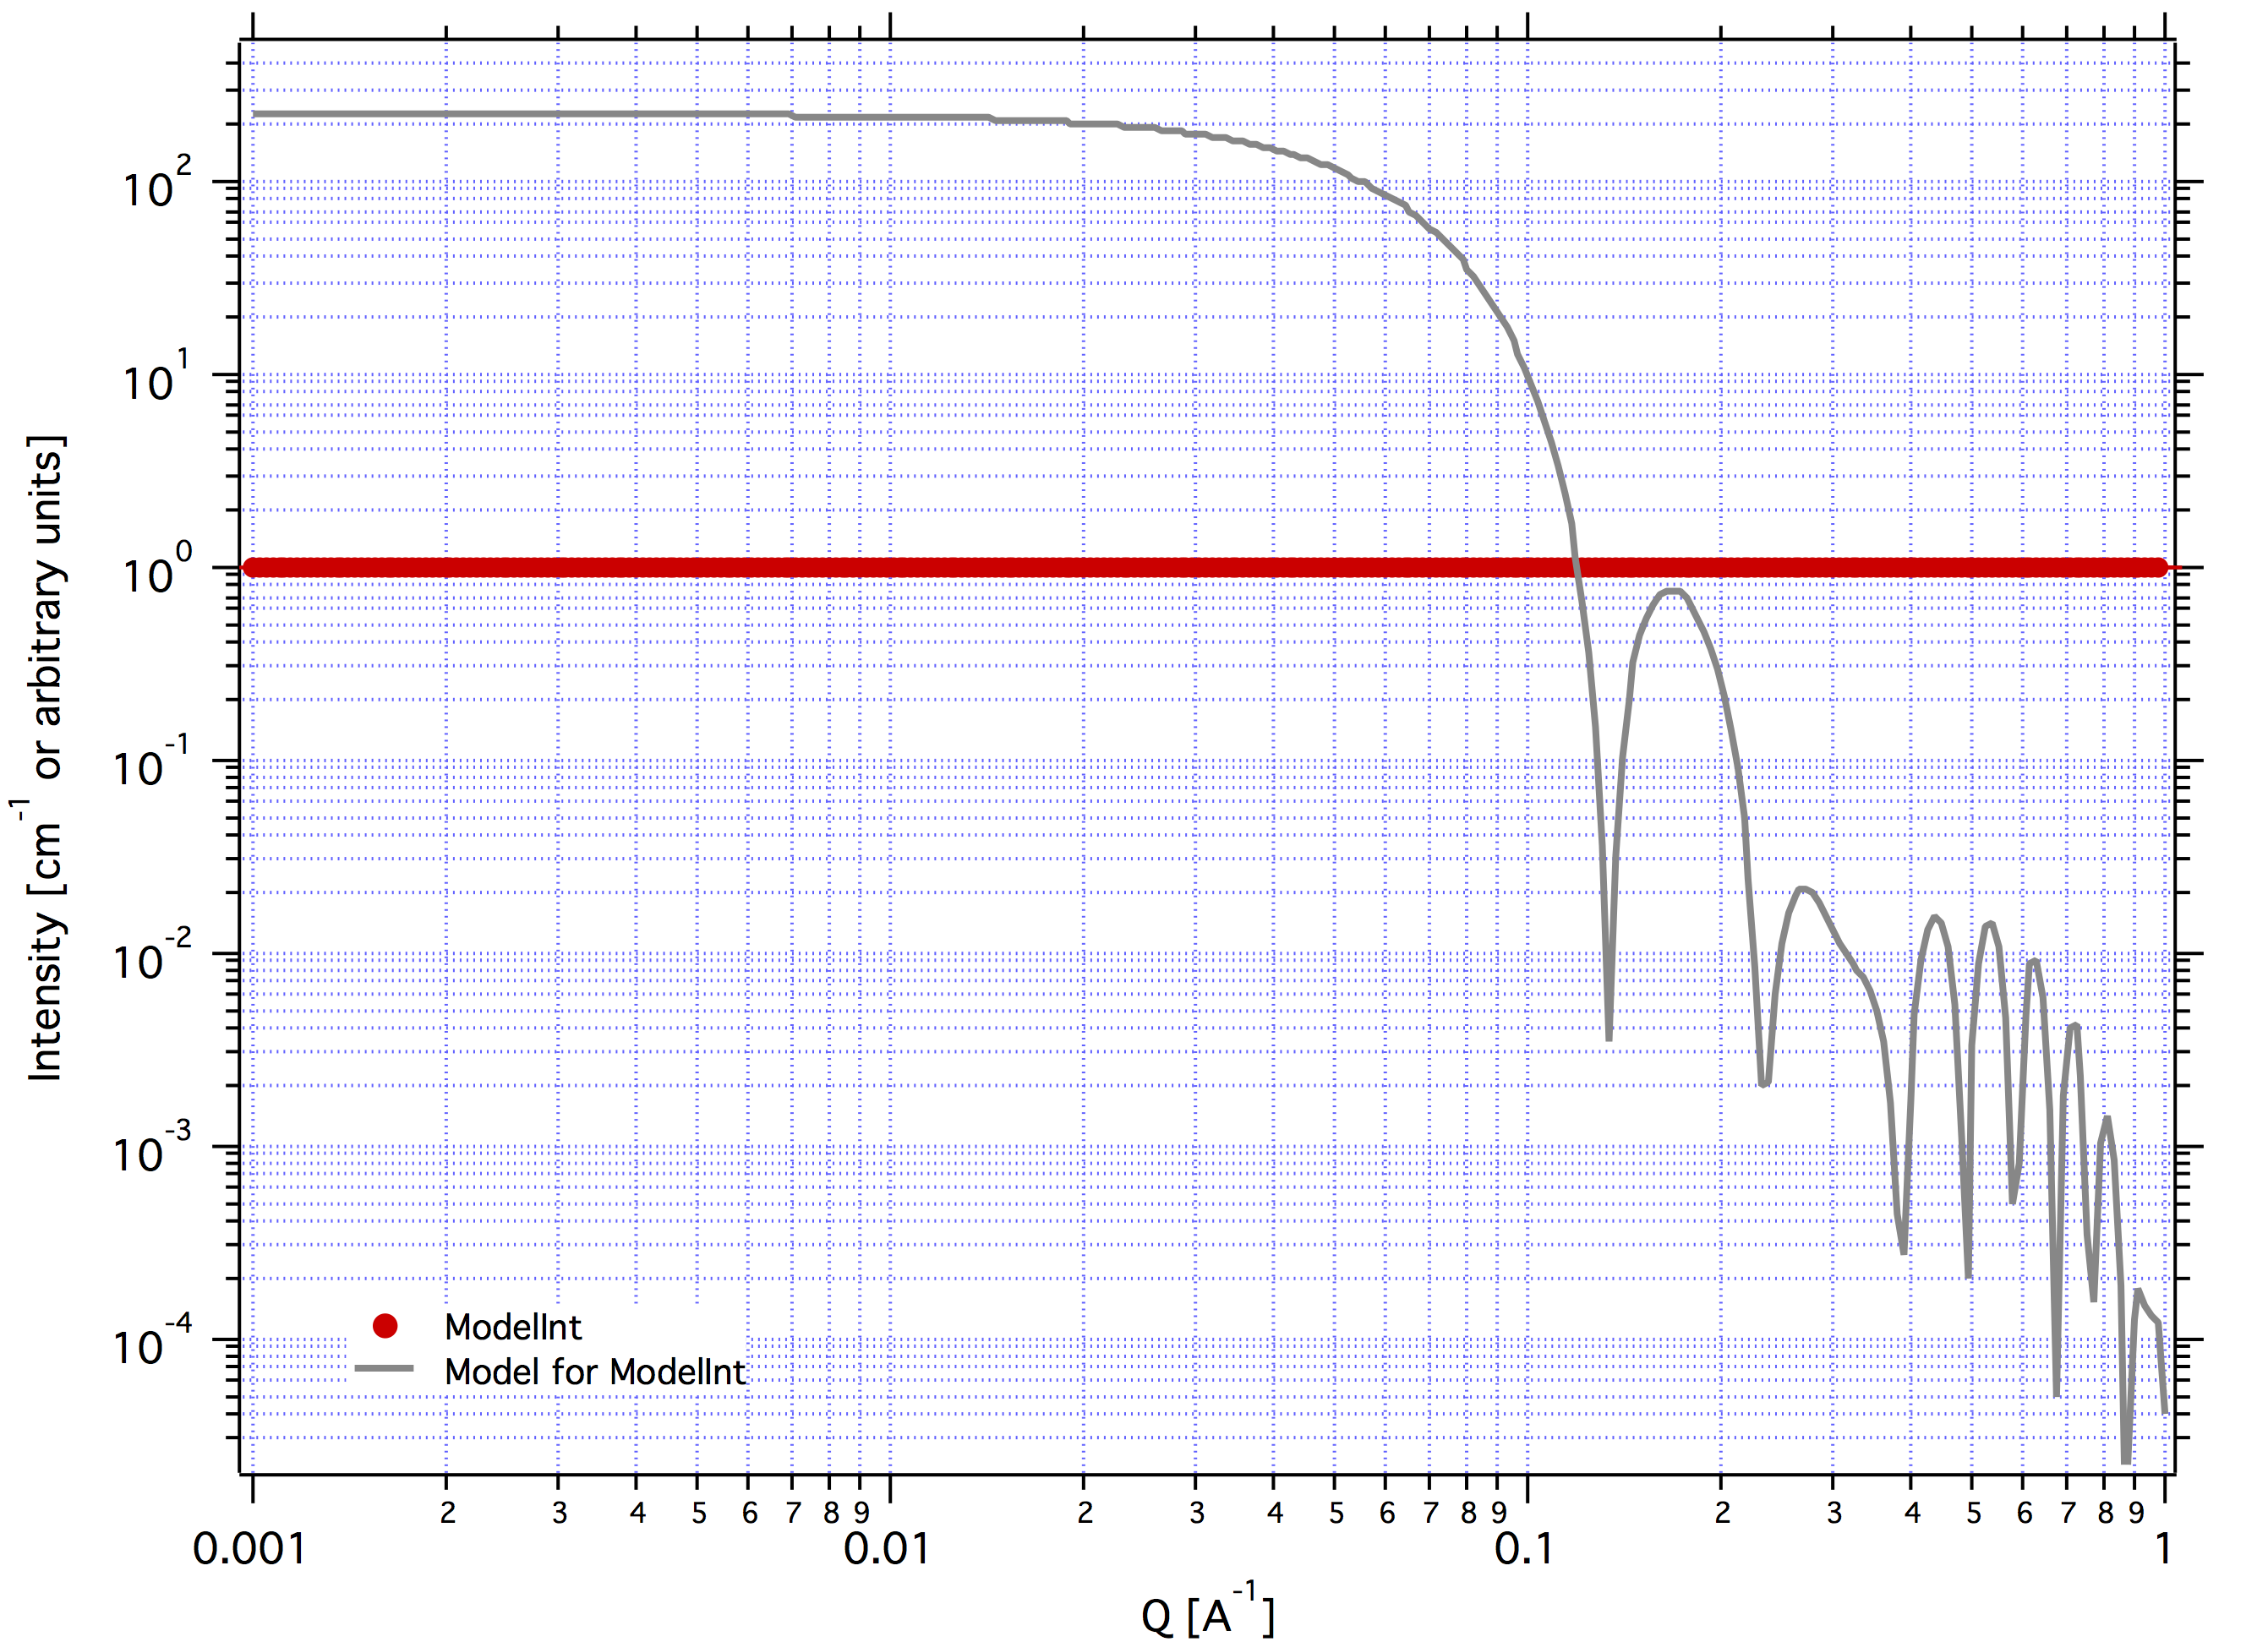 Intensity [cm^-1 or arbitrary units]
10^2
10^1
10^0
10^-1
10^-2
10^-3
10^-4
ModelInt
Model for ModelInt
2 3 4 5 6 7 8 9 2 3 4 5 6 7 8 9 2 3 4 5 6 7 8 9
0.001 0.01 0.1 1
Q [A^-1]